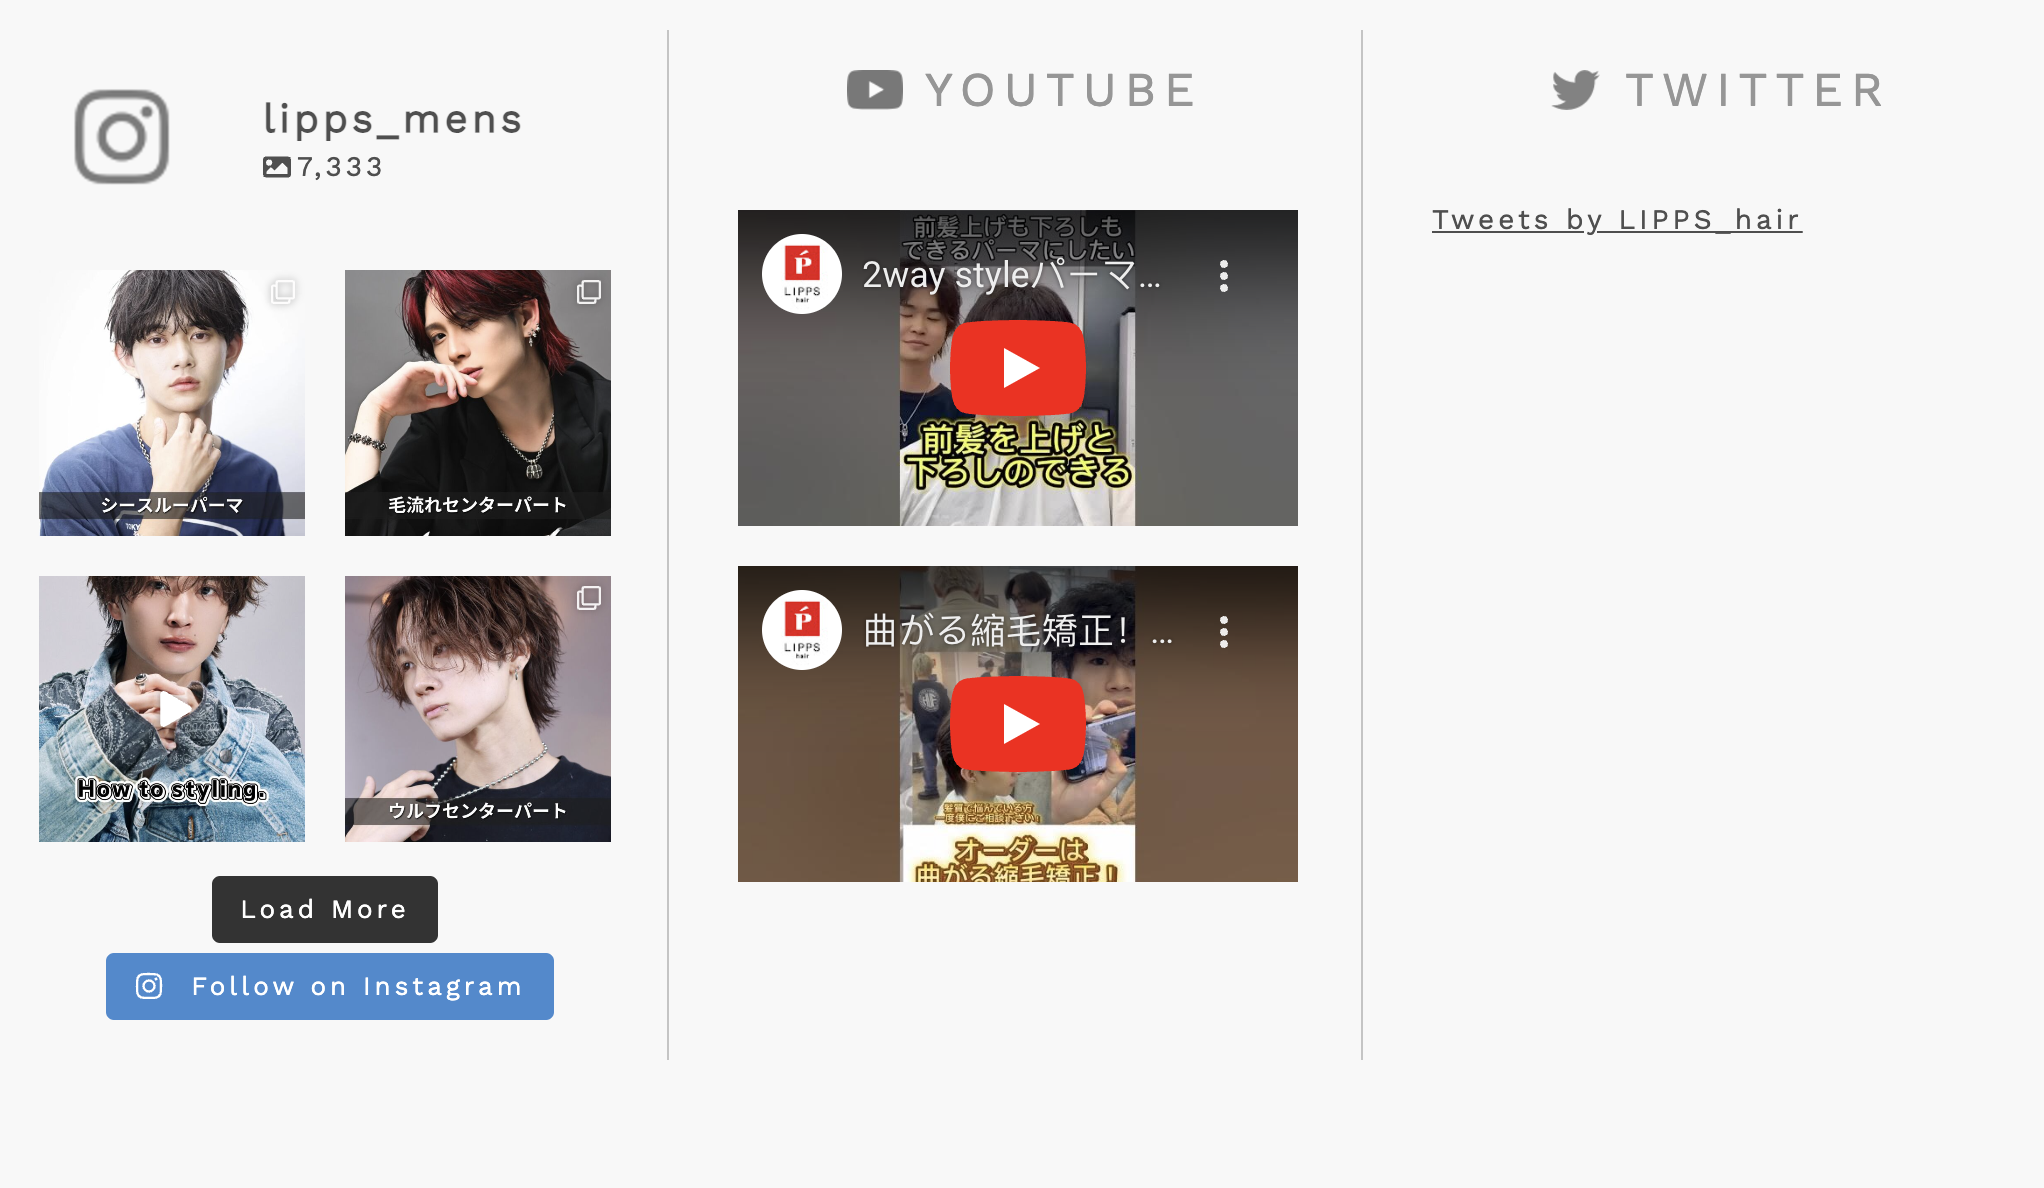 lipps_mens
7,333
シースルーパーマ
毛流れセンターパート
How to styling.
ウルフセンターパート
Load More
Follow on Instagram
YOUTUBE
前髪上げも下ろしも
できるパーマにしたい
LIPPS
hair
2way styleパーマ...
前髪を上げと
下ろしのできる
LIPPS
hair
曲がる縮毛矯正！ ...
髪質で悩んでいる方
一度僕にご相談下さい！
オーダーは
曲がる縮毛矯正！
TWITTER
Tweets by LIPPS_hair